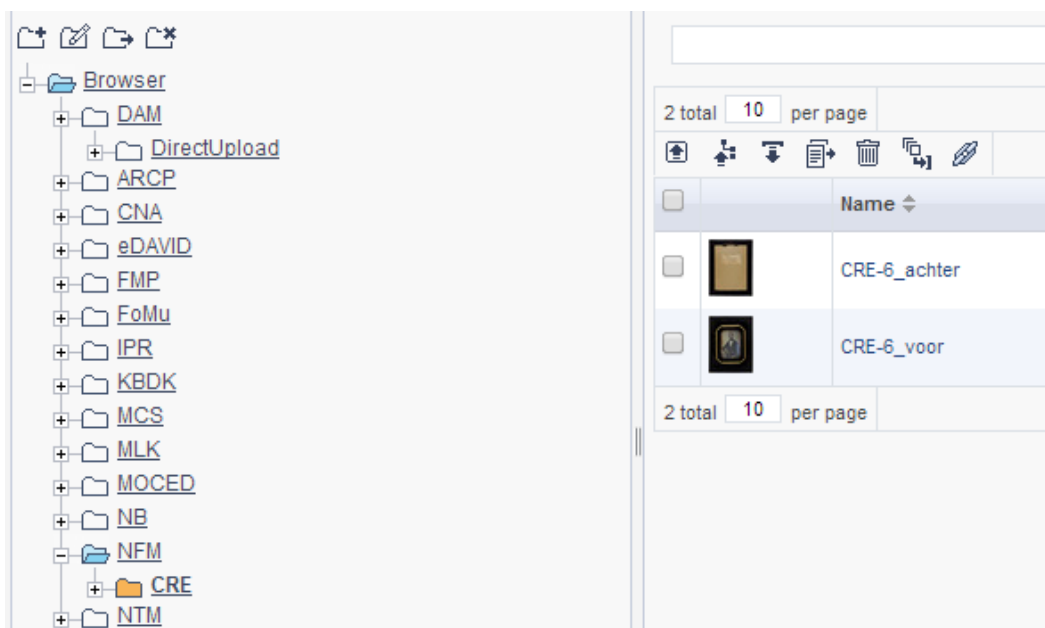 Browser
DAM
DirectUpload
ARCP
CNA
eDAVID
FMP
FoMu
IPR
KBDK
MCS
MLK
MOCED
NB
NFM
CRE
NTM
2 total 10 per page
Name
CRE-6_achter
CRE-6_voor
2 total 10 per page